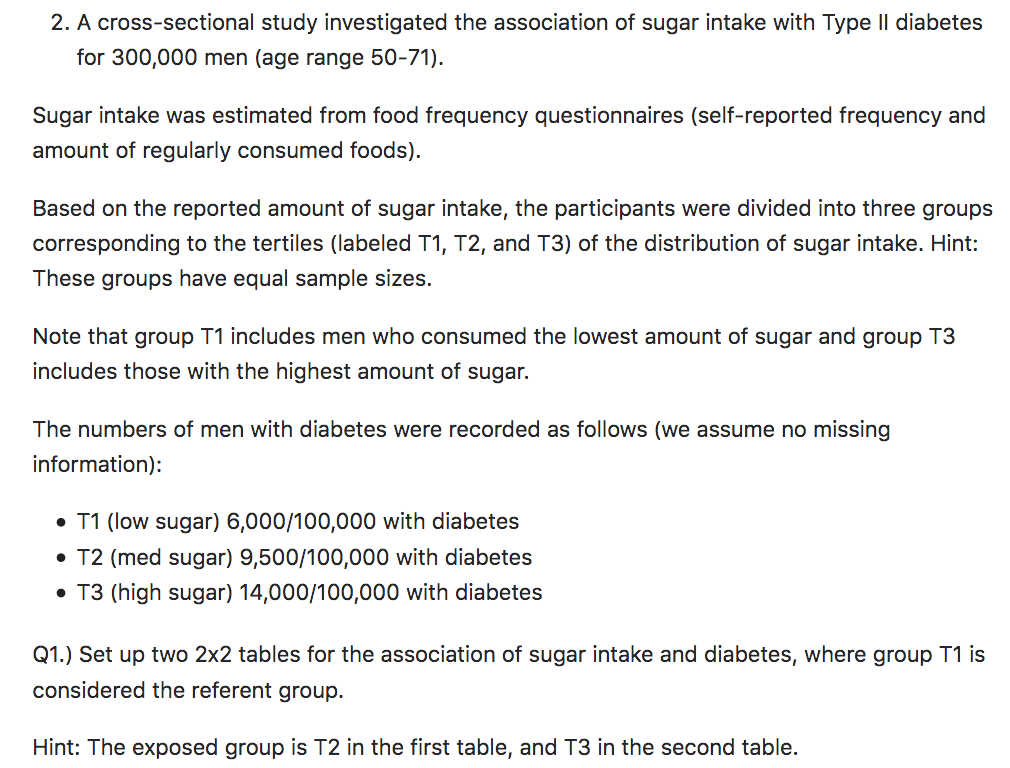 2. A cross-sectional study investigated the association of sugar intake with Type II diabetes
for 300,000 men (age range 50-71).
Sugar intake was estimated from food frequency questionnaires (self-reported frequency and
amount of regularly consumed foods).
Based on the reported amount of sugar intake, the participants were divided into three groups
corresponding to the tertiles (labeled T1, T2, and T3) of the distribution of sugar intake. Hint:
These groups have equal sample sizes.
Note that group T1 includes men who consumed the lowest amount of sugar and group T3
includes those with the highest amount of sugar.
The numbers of men with diabetes were recorded as follows (we assume no missing
information):
• T1 (low sugar) 6,000/100,000 with diabetes
• T2 (med sugar) 9,500/100,000 with diabetes
• T3 (high sugar) 14,000/100,000 with diabetes
Q1.) Set up two 2x2 tables for the association of sugar intake and diabetes, where group T1 is
considered the referent group.
Hint: The exposed group is T2 in the first table, and T3 in the second table.